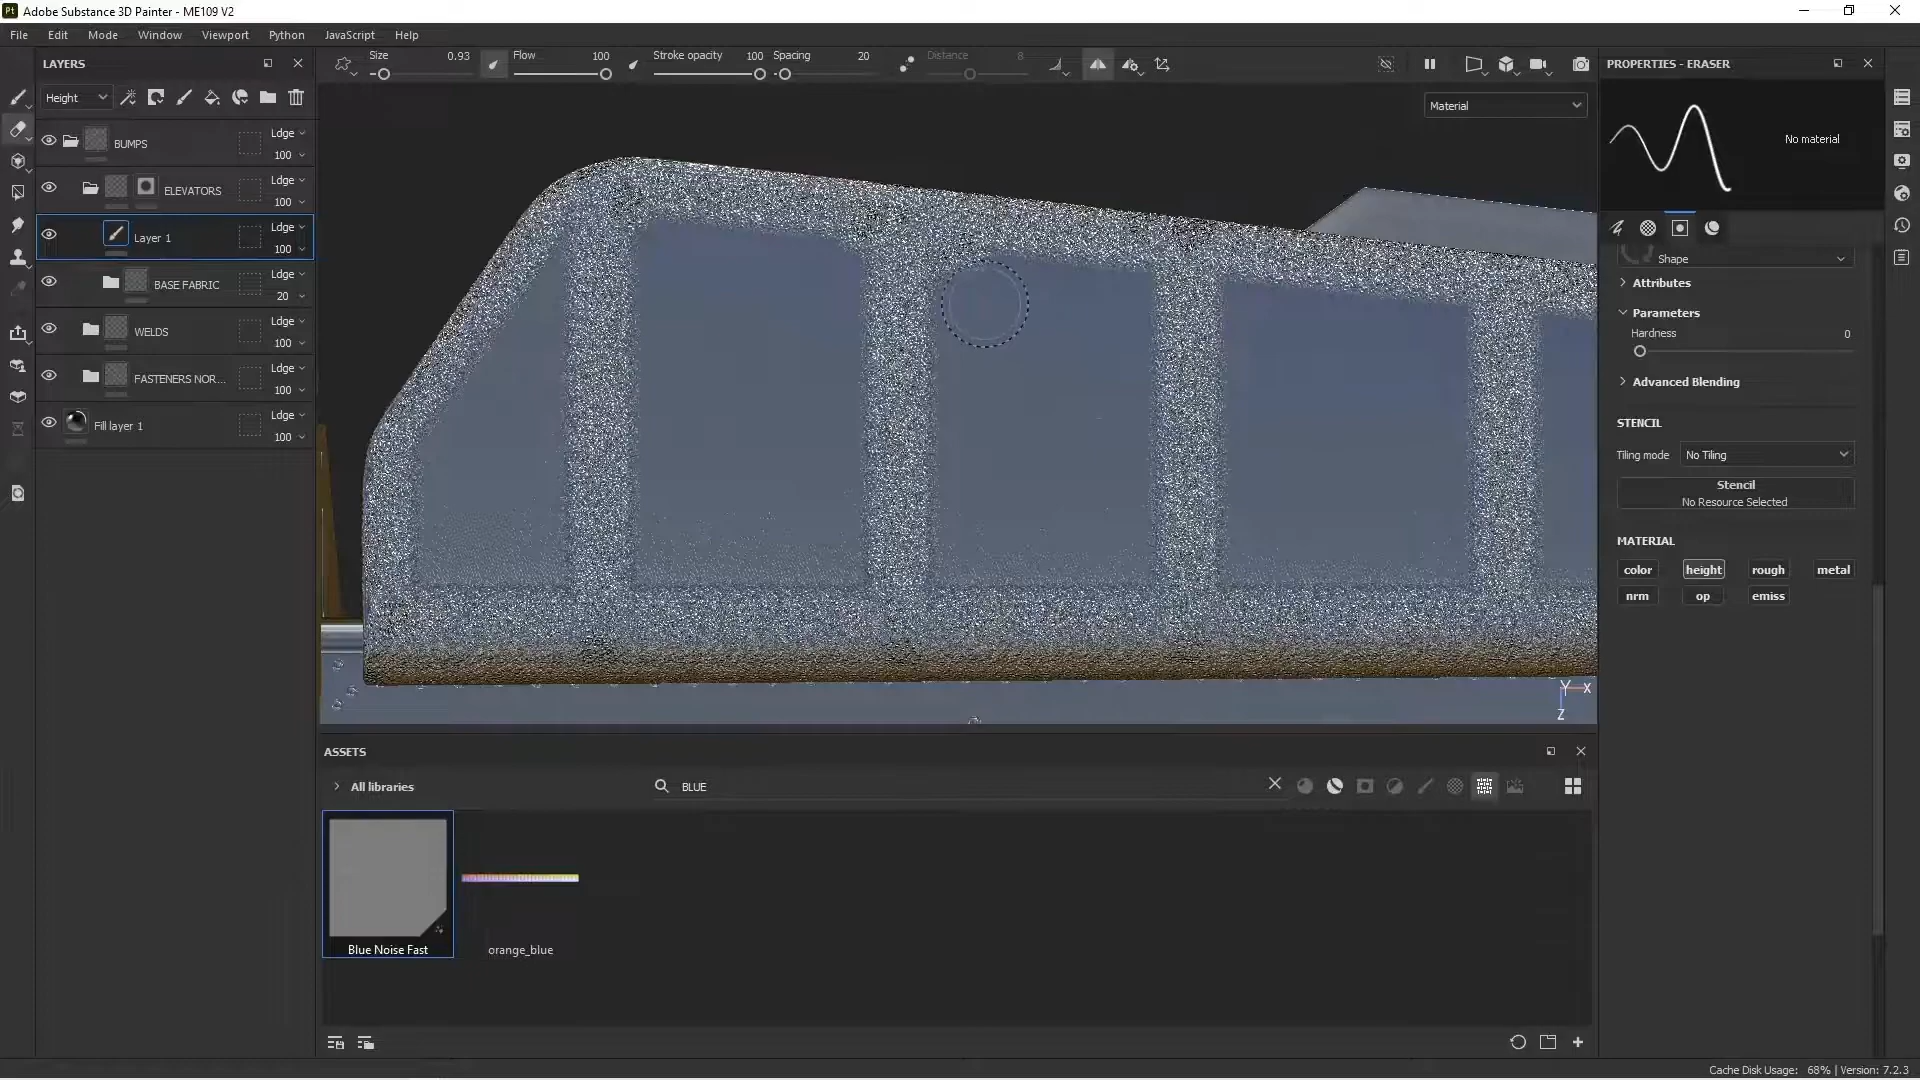 Pt Adobe Substance 3D Painter - ME109 V2
File Edit Mode Window Viewport Python JavaScript Help
LAYERS
Size 0.93 Flow 100 Stroke opacity 100 Spacing 20 Distance 8
PROPERTIES - ERASER
Height
Material
BUMPS
Ldge
100
No material
ELEVATORS
Ldge
100
Layer 1
Ldge
100
Shape
Attributes
BASE FABRIC
Ldge
20
Parameters
Hardness 0
WELDS
Ldge
100
FASTENERS NOR...
Ldge
100
Advanced Blending
Fill layer 1
Ldge
100
STENCIL
Tiling mode No Tiling
Stencil
No Resource Selected
MATERIAL
color height rough metal
nrm op emiss
Y X
Z
ASSETS
All libraries
BLUE
Blue Noise Fast
orange_blue
Cache Disk Usage: 68% | Version: 7.2.3